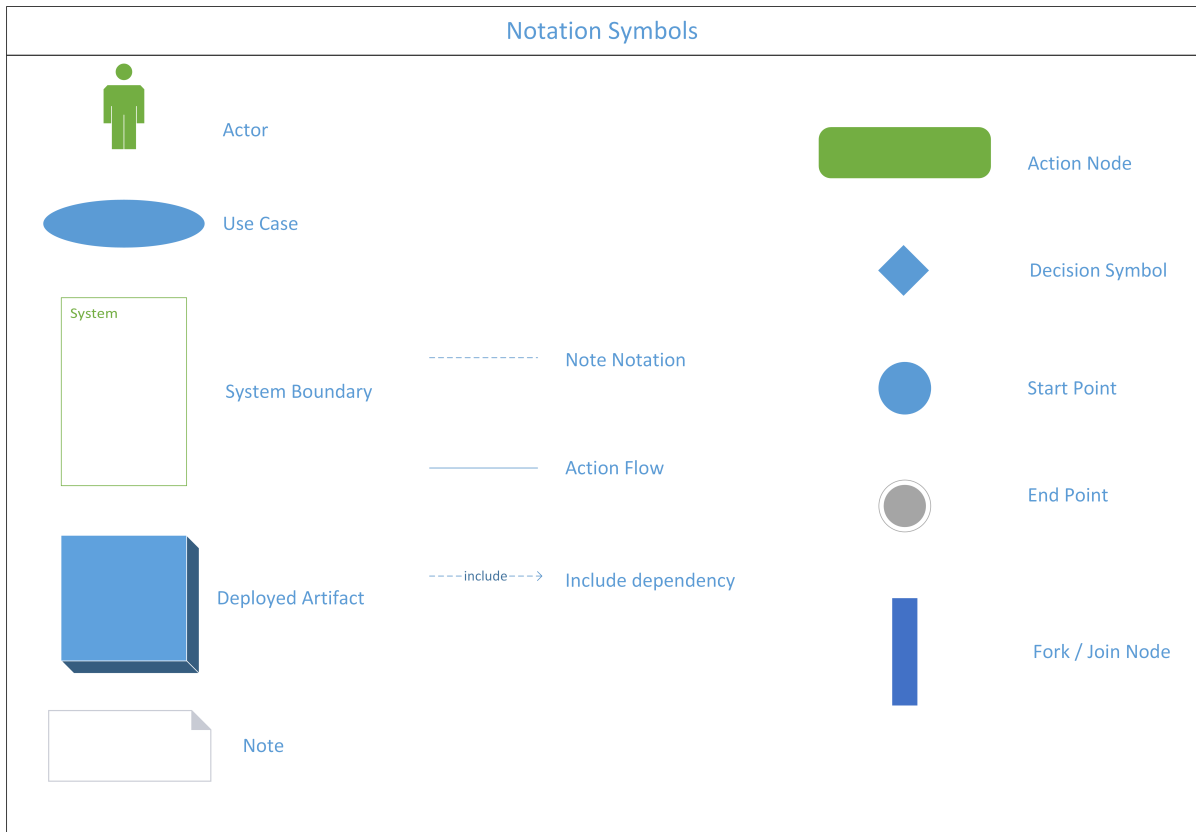 Notation Symbols
Actor
Use Case
System
System Boundary
Deployed Artifact
Note
Note Notation
Action Flow
include
Include dependency
Action Node
Decision Symbol
Start Point
End Point
Fork / Join Node